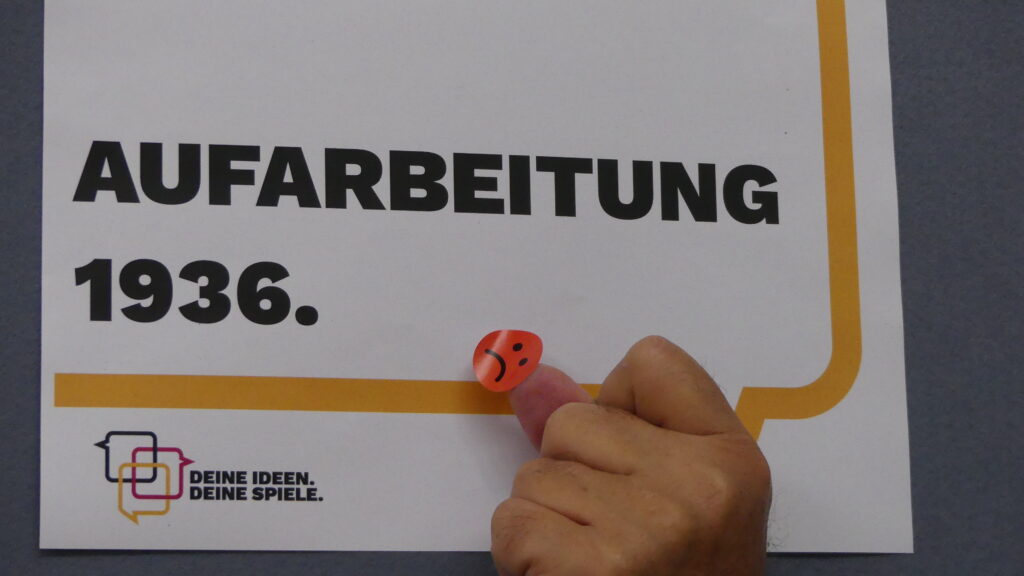 AUFARBEITUNG
1936.
DEINE IDEEN.
DEINE SPIELE.